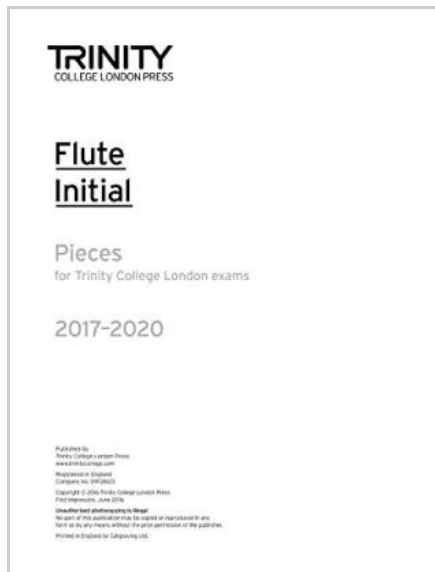 TRINITY
COLLEGE LONDON PRESS
Flute
Initial
Pieces
for Trinity College London exams
2017–2020
Published by
Trinity College London Press
www.trinitycollege.com
Registered in England
Company no. 09726123
Copyright © 2016 Trinity College London Press
First impression, June 2016
Unauthorised photocopying is illegal
No part of this publication may be copied or reproduced in any
form or by any means without the prior permission of the publisher.
Printed in England by Caligraving Ltd.